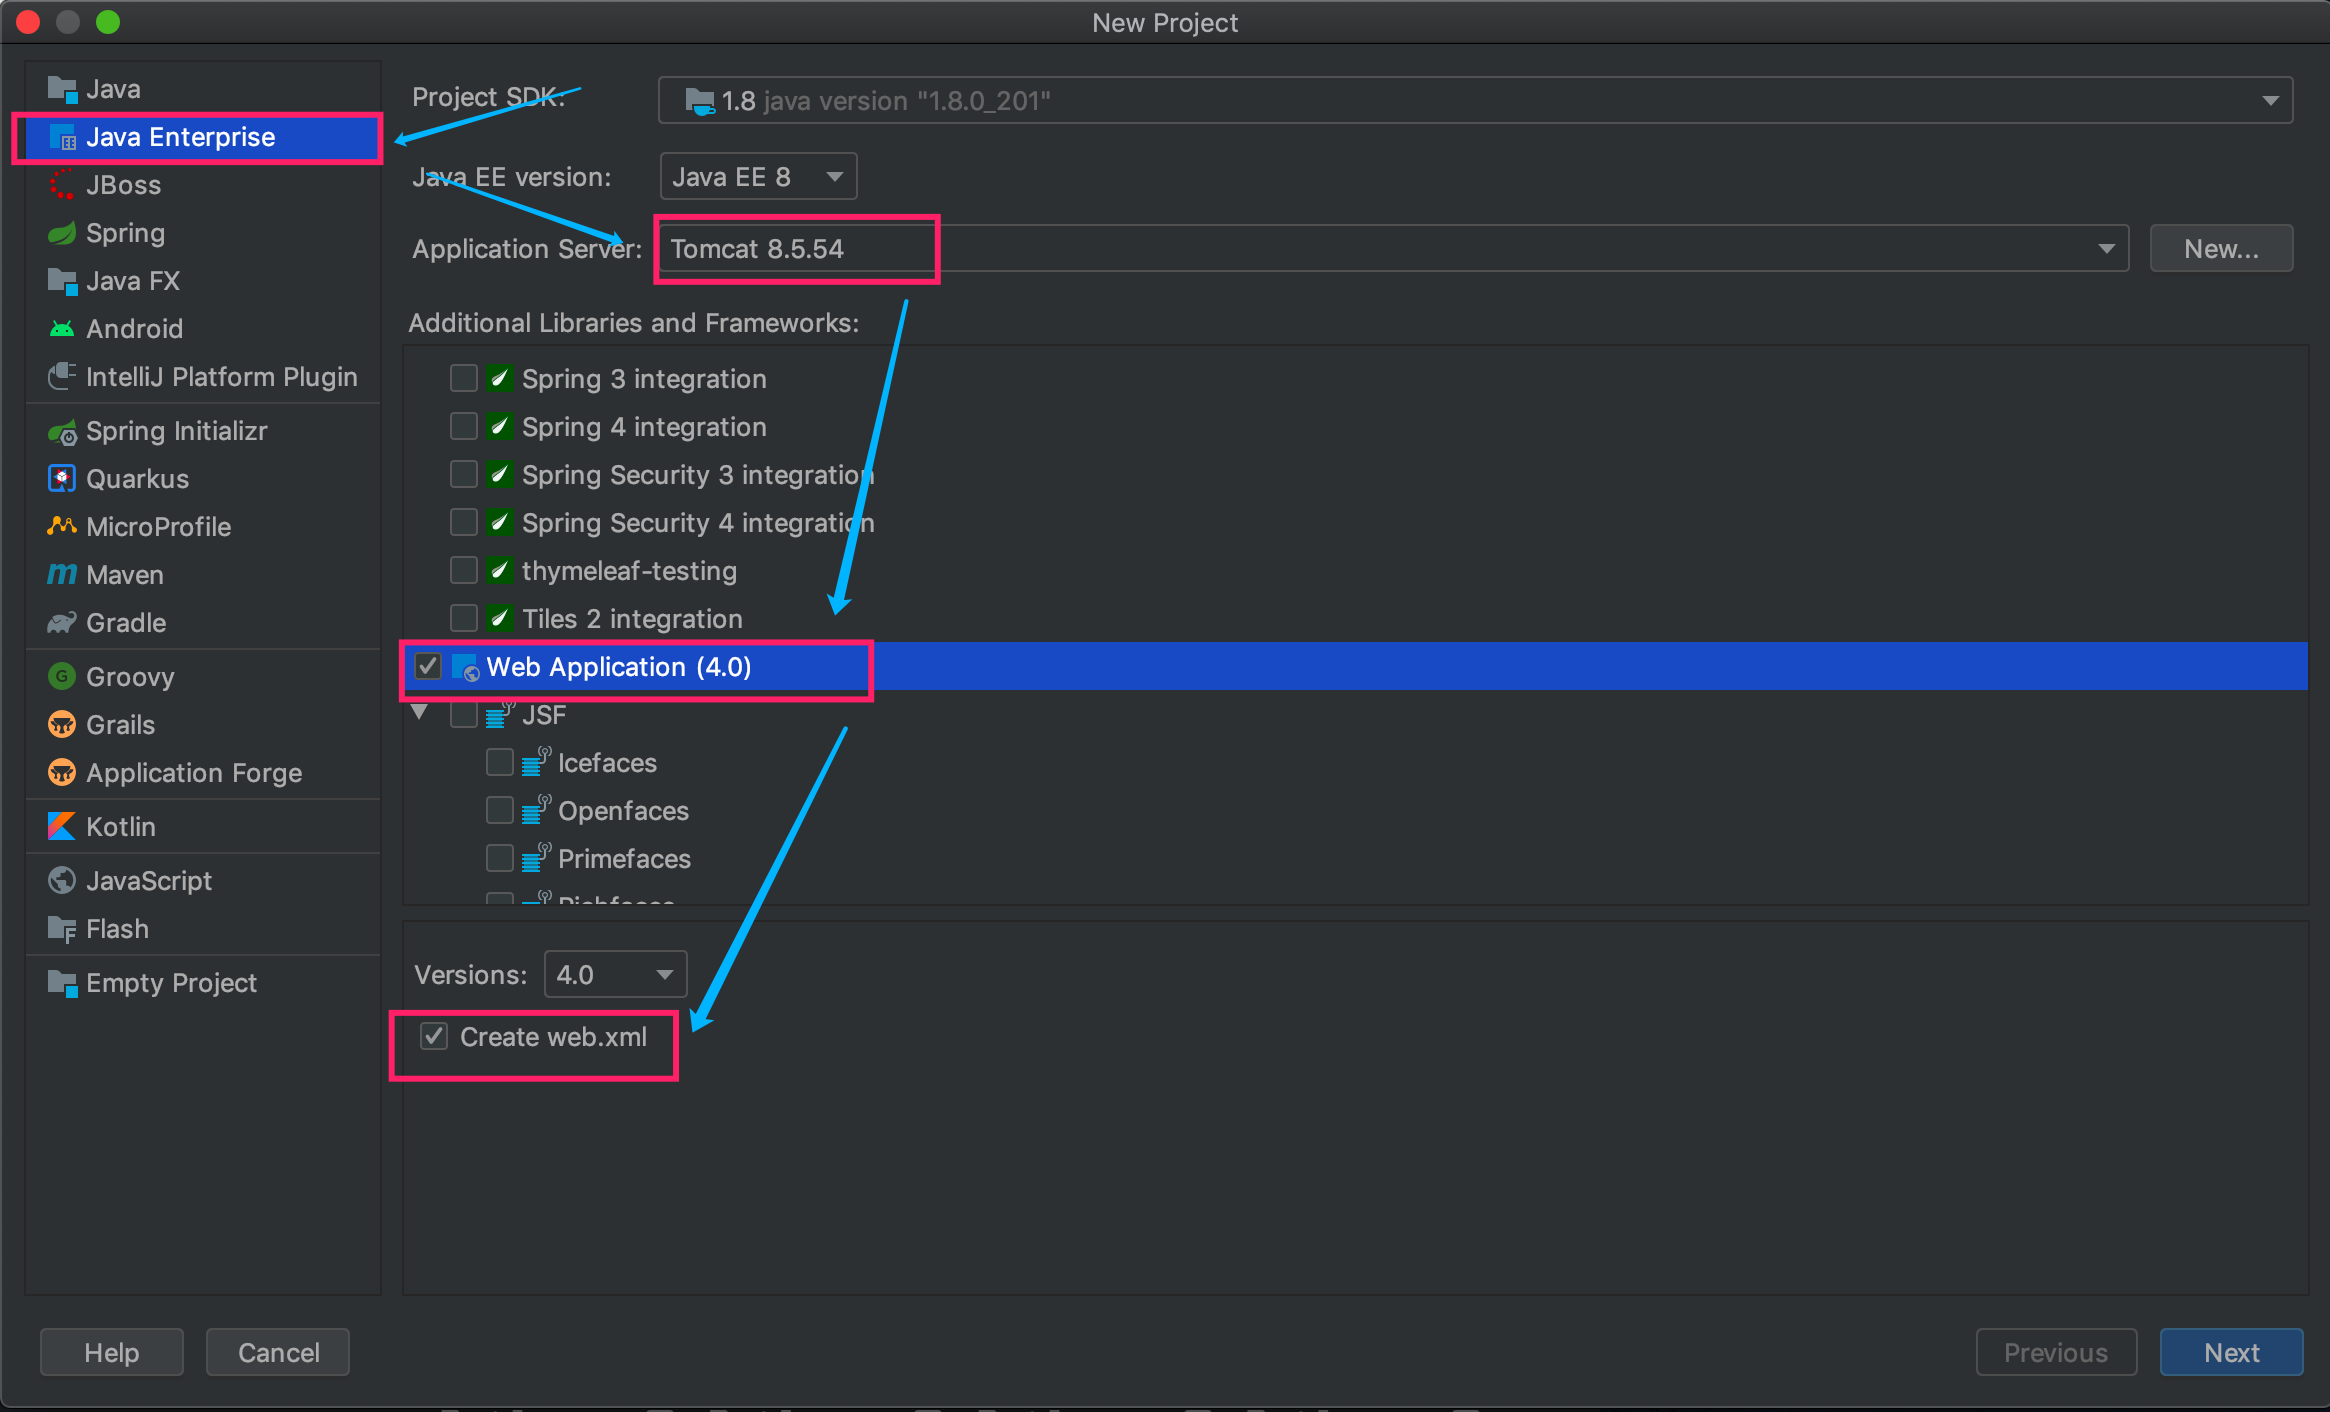 New Project
Java
Java Enterprise
JBoss
Spring
Java FX
Android
IntelliJ Platform Plugin
Spring Initializr
Quarkus
MicroProfile
Maven
Gradle
Groovy
Grails
Application Forge
Kotlin
JavaScript
Flash
Empty Project
Project SDK: 1.8 java version "1.8.0_201"
Java EE version: Java EE 8
Application Server: Tomcat 8.5.54 New...
Additional Libraries and Frameworks:
Spring 3 integration
Spring 4 integration
Spring Security 3 integration
Spring Security 4 integration
thymeleaf-testing
Tiles 2 integration
Web Application (4.0)
JSF
Icefaces
Openfaces
Primefaces
Richfaces
Versions: 4.0
Create web.xml
Help Cancel Previous Next